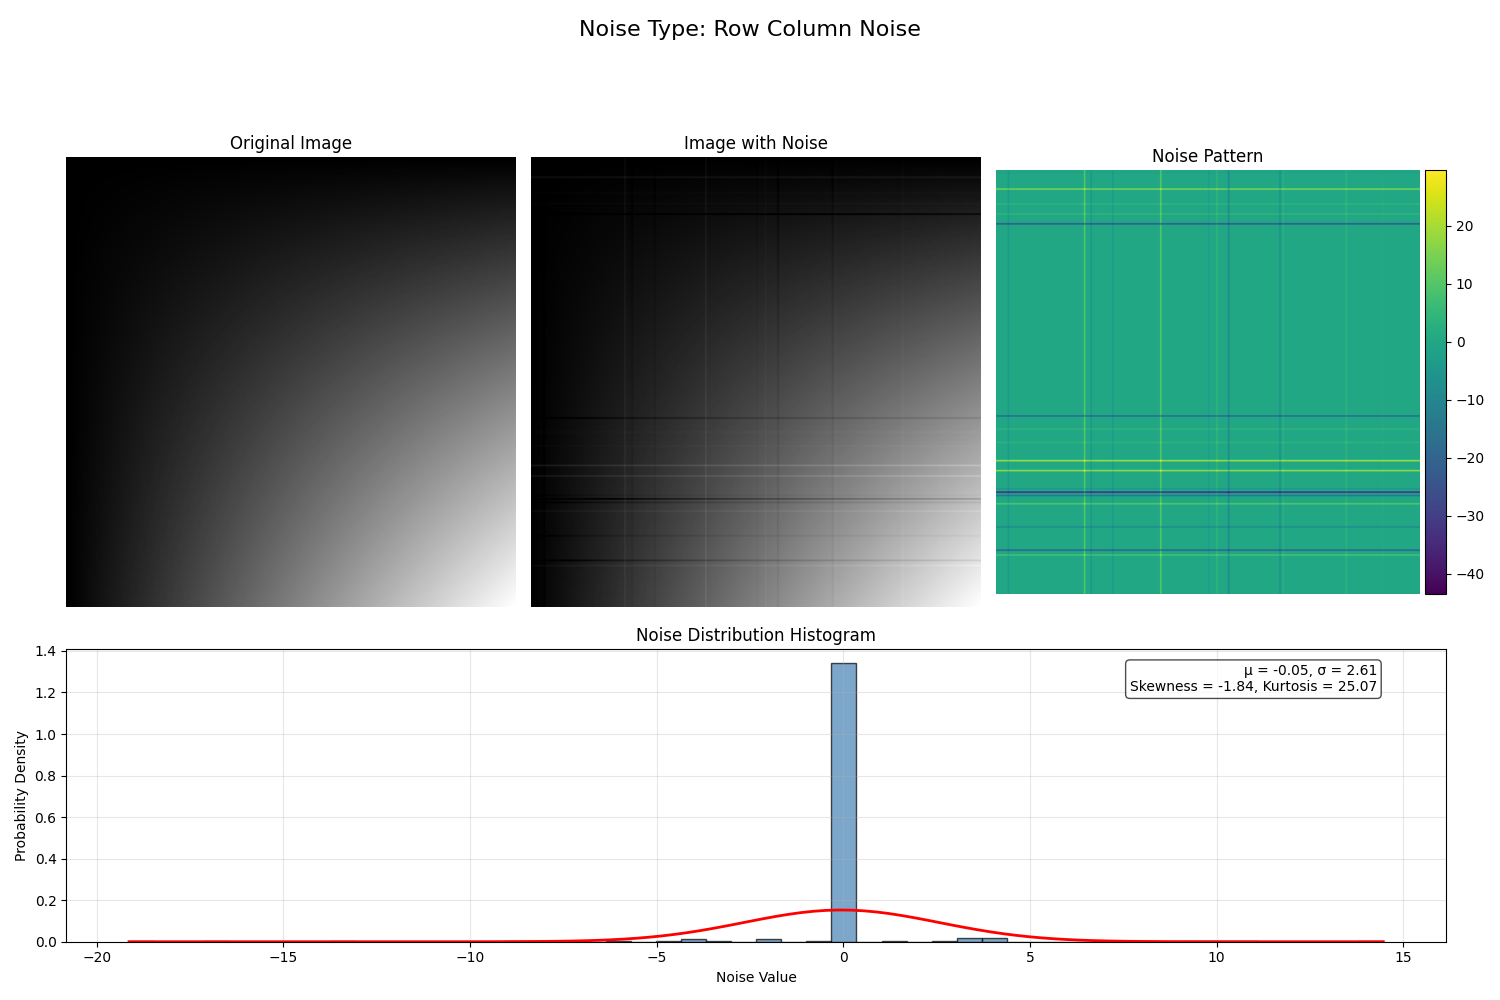 Noise Type: Row Column Noise
Original Image
Image with Noise
Noise Pattern
20
10
0
−10
−20
−30
−40
Noise Distribution Histogram
1.4
1.2
1.0
0.8
0.6
0.4
0.2
0.0
Probability Density
μ = -0.05, σ = 2.61
Skewness = -1.84, Kurtosis = 25.07
−20
−15
−10
−5
0
5
10
15
Noise Value